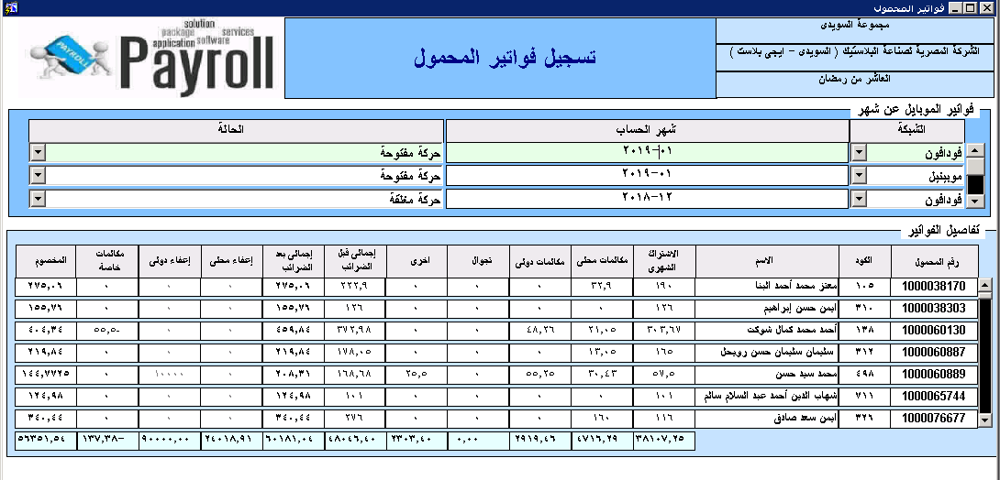 فواتير المحمول
مجموعة السويدى
الشركة المصرية لصناعة البلاستيك ( السويدى - ايجى بلاست )
العاشر من رمضان
تسجيل فواتير المحمول
solution
package services
application software
Payroll
PAYROLL
فواتير الموبايل عن شهر
الشبكة شهر الحساب الحالة
فودافون ٢٠١٩-٠١ حركة مفتوحة
موبينيل ٢٠١٩-٠١ حركة مفتوحة
فودافون ٢٠١٨-١٢ حركة مغلقة
تفاصيل الفواتير
رقم المحمول الكود الاسم الاشتراك الشهرى مكالمات محلى مكالمات دولى تجوال اخرى إجمالى قبل الضرائب إجمالى بعد الضرائب إعفاء محلى إعفاء دولى مكالمات خاصة المخصوم
1000038170 ١٠٥ معتز محمد أحمد البنا ١٩٠ ٣٢,٩ ٠ ٠ ٠ ٢٢٢,٩ ٢٧٥,٠٦ ٠ ٠ ٠ ٢٧٥,٠٦
1000038303 ٣١٠ ايمن حسن إبراهيم ١٢٦ ٠ ٠ ٠ ٠ ١٢٦ ١٥٥,٧٦ ٠ ٠ ٠ ١٥٥,٧٦
1000060130 ١٣٨ أحمد محمد كمال شوكت ٣٠٣,٦٧ ٢١,٠٥ ٤٨,٢٦ ٠ ٠ ٣٧٢,٩٨ ٤٥٩,٨٤ ٠ ٠ ٥٥,٥- ٤٠٤,٣٤
1000060887 ٣١٢ سليمان سليمان حسن رويحل ١٦٥ ١٣,٠٥ ٠ ٠ ٠ ١٧٨,٠٥ ٢١٩,٨٤ ٠ ٠ ٠ ٢١٩,٨٤
1000060889 ٤٩٨ محمد سيد حسن ٥٧,٥ ٣٠,٤٣ ٥٥,٢٥ ٠ ٢٥,٥ ١٦٨,٦٨ ٢٠٨,٣١ ٠ ١٠٠٠٠ ٠ ١٤٤,٧٧٢٥
1000065744 ٧١١ شهاب الدين أحمد عبد السلام سالم ١٠١ ٠ ٠ ٠ ٠ ١٠١ ١٢٤,٩٨ ٠ ٠ ٠ ١٢٤,٩٨
1000076677 ٣٢٦ ايمن سعد صادق ١١٦ ١٦٠ ٠ ٠ ٠ ٢٧٦ ٣٤٠,٤٤ ٠ ٠ ٠ ٣٤٠,٤٤
٣٨١٠٧,٢٥ ٤٧١٦,٢٩ ٢٩١٩,٤٦ ٠,٠٠ ٢٣٠٣,٤٠ ٤٨٠٤٦,٤٠ ٦٠١٨١,٠٤ ٢٤٠١٨,٩١ ٩٠٠٠٠,٠٠ ١٣٧,٣٨- ٥٦٣٥١,٥٤